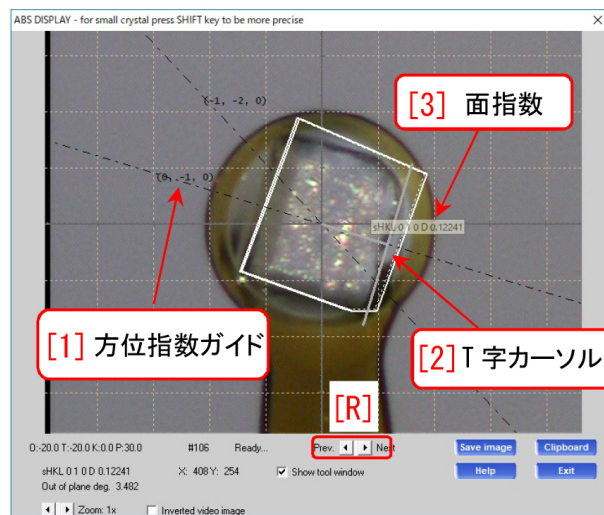 ABS DISPLAY - for small crystal press SHIFT key to be more precise
(-1, -2, 0)
[3] 面指数
(0, -1, 0)
sHKL 0 1 0 D 0.12241
[1] 方位指数ガイド
[2] T 字カーソル
[R]
O:-20.0 T:-20.0 K:0.0 P:30.0 #106 Ready... Prev. Next Save image Clipboard
sHKL 0 1 0 D 0.12241 X: 408 Y: 254 Show tool window Help Exit
Out of plane deg. 3.482
Zoom: 1x Inverted video image